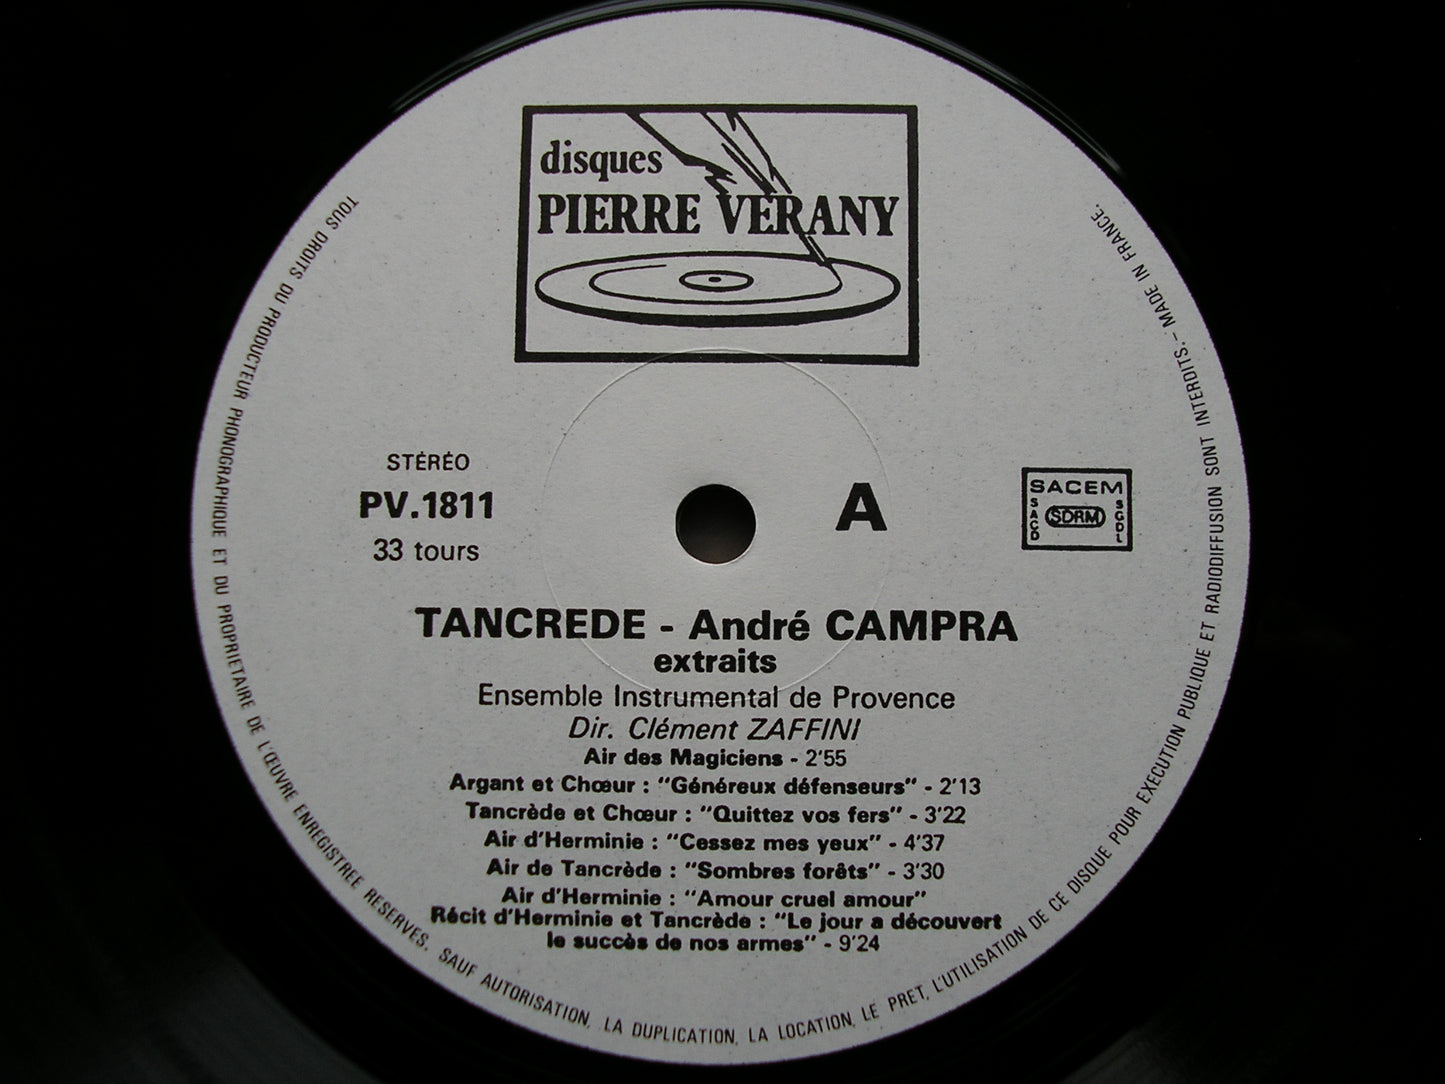 disques
PIERRE VERANY
STÉRÉO
PV.1811
33 tours
A
SACEM
SACD
SDRM
SGDL
TANCREDE - André CAMPRA
extraits
Ensemble Instrumental de Provence
Dir. Clément ZAFFINI
Air des Magiciens - 2'55
Argant et Chœur : "Généreux défenseurs" - 2'13
Tancrède et Chœur : "Quittez vos fers" - 3'22
Air d'Herminie : "Cessez mes yeux" - 4'37
Air de Tancrède : "Sombres forêts" - 3'30
Air d'Herminie : "Amour cruel amour"
Récit d'Herminie et Tancrède : "Le jour a découvert
le succès de nos armes" - 9'24
TOUS DROITS DU PRODUCTEUR PHONOGRAPHIQUE ET DU PROPRIETAIRE DE L'ŒUVRE ENREGISTREE RESERVES. SAUF AUTORISATION, LA DUPLICATION, LA LOCATION, LE PRET, L'UTILISATION DE CE DISQUE POUR EXECUTION PUBLIQUE ET RADIODIFFUSION SONT INTERDITS. – MADE IN FRANCE.